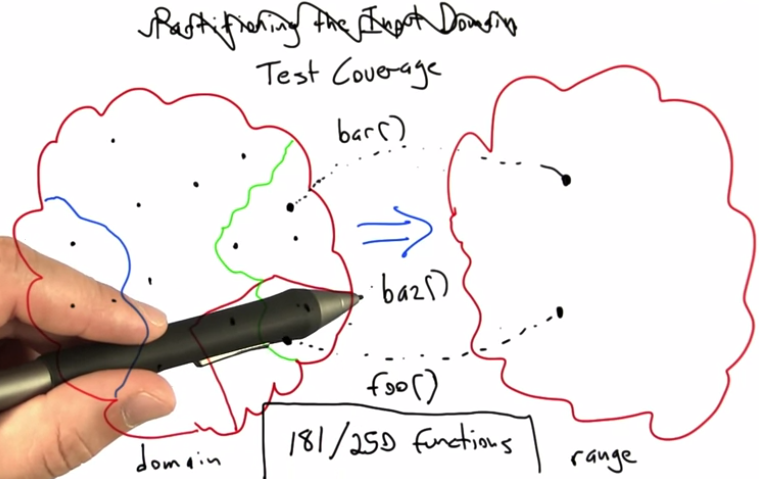 Partitioning the Input Domain
Test Coverage
bar()
baz()
foo()
181/250 functions
domain
range